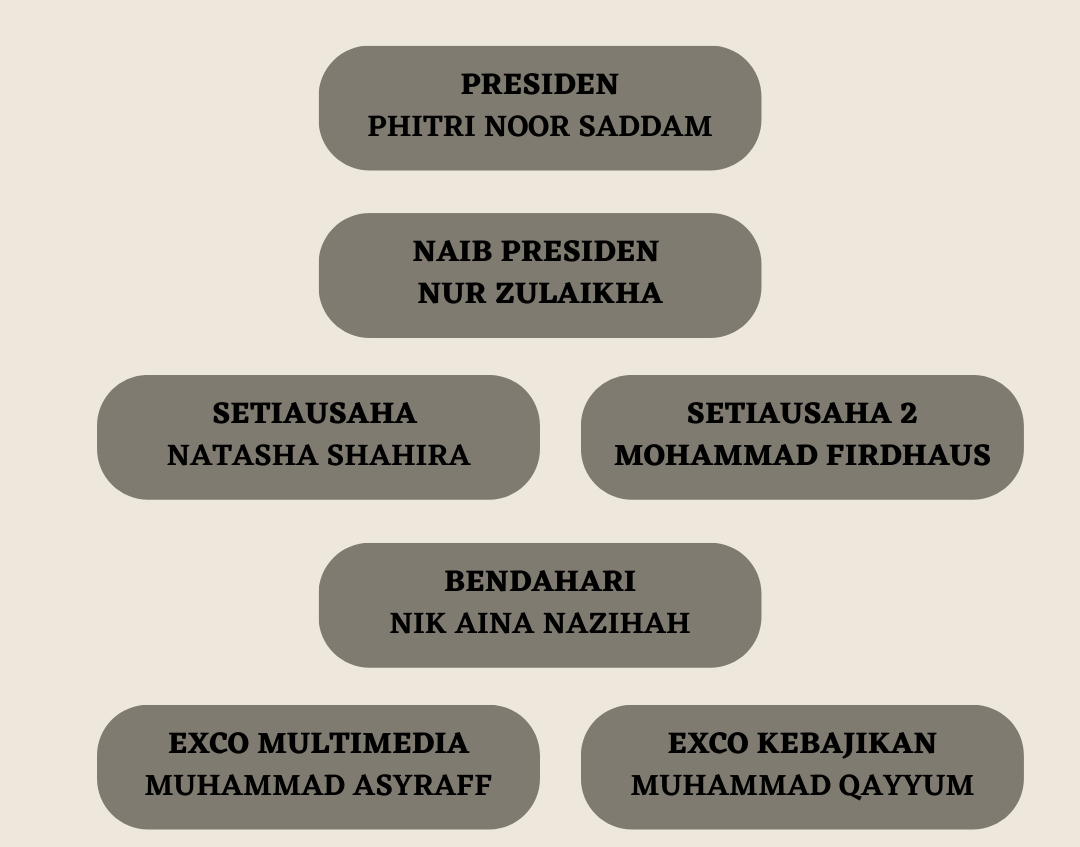 PRESIDEN
PHITRI NOOR SADDAM
NAIB PRESIDEN
NUR ZULAIKHA
SETIAUSAHA
NATASHA SHAHIRA
SETIAUSAHA 2
MOHAMMAD FIRDHAUS
BENDAHARI
NIK AINA NAZIHAH
EXCO MULTIMEDIA
MUHAMMAD ASYRAFF
EXCO KEBAJIKAN
MUHAMMAD QAYYUM